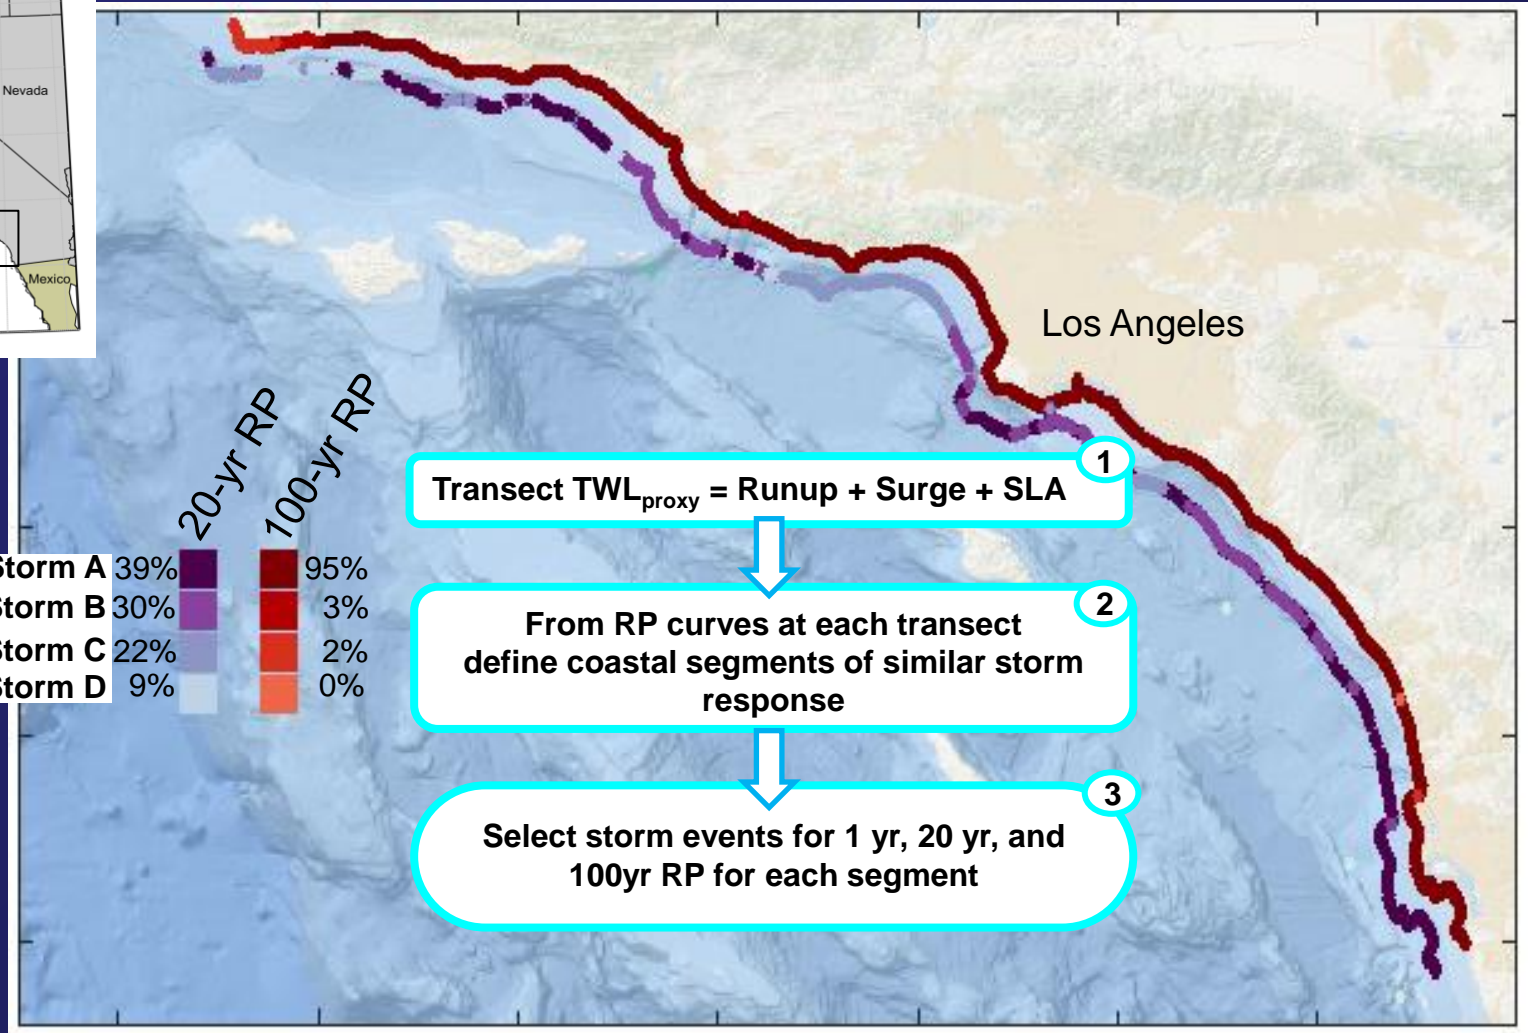 Nevada
Mexico
Los Angeles
20-yr RP
100-yr RP
1
Transect TWLproxy = Runup + Surge + SLA
Storm A 39% 95%
Storm B 30% 3%
Storm C 22% 2%
Storm D 9% 0%
2
From RP curves at each transect
define coastal segments of similar storm
response
3
Select storm events for 1 yr, 20 yr, and
100yr RP for each segment